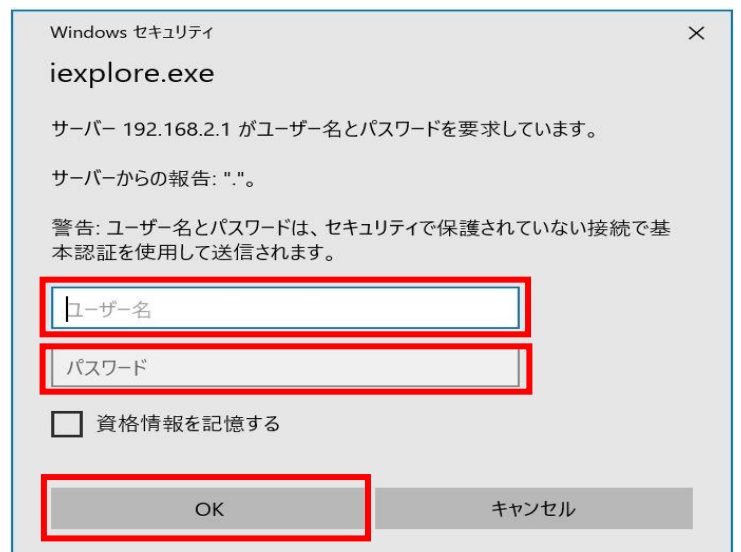 Windows セキュリティ
iexplore.exe
サーバー 192.168.2.1 がユーザー名とパスワードを要求しています。
サーバーからの報告: "."。
警告: ユーザー名とパスワードは、セキュリティで保護されていない接続で基
本認証を使用して送信されます。
ユーザー名
パスワード
資格情報を記憶する
OK
キャンセル